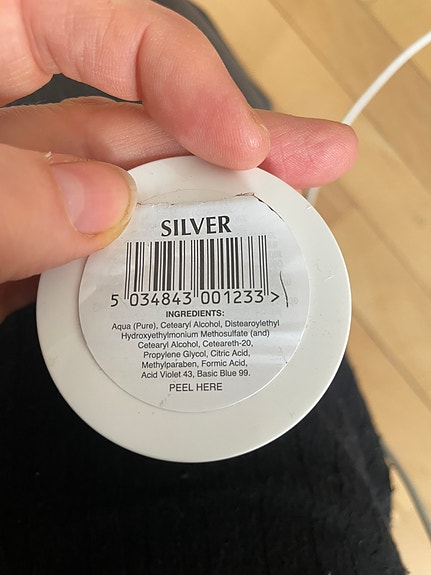 SILVER
5 034843 001233 >
INGREDIENTS:
Aqua (Pure), Cetearyl Alcohol, Distearoylethyl
Hydroxyethylmonium Methosulfate (and)
Cetearyl Alcohol, Ceteareth-20,
Propylene Glycol, Citric Acid,
Methylparaben, Formic Acid,
Acid Violet 43, Basic Blue 99.
PEEL HERE